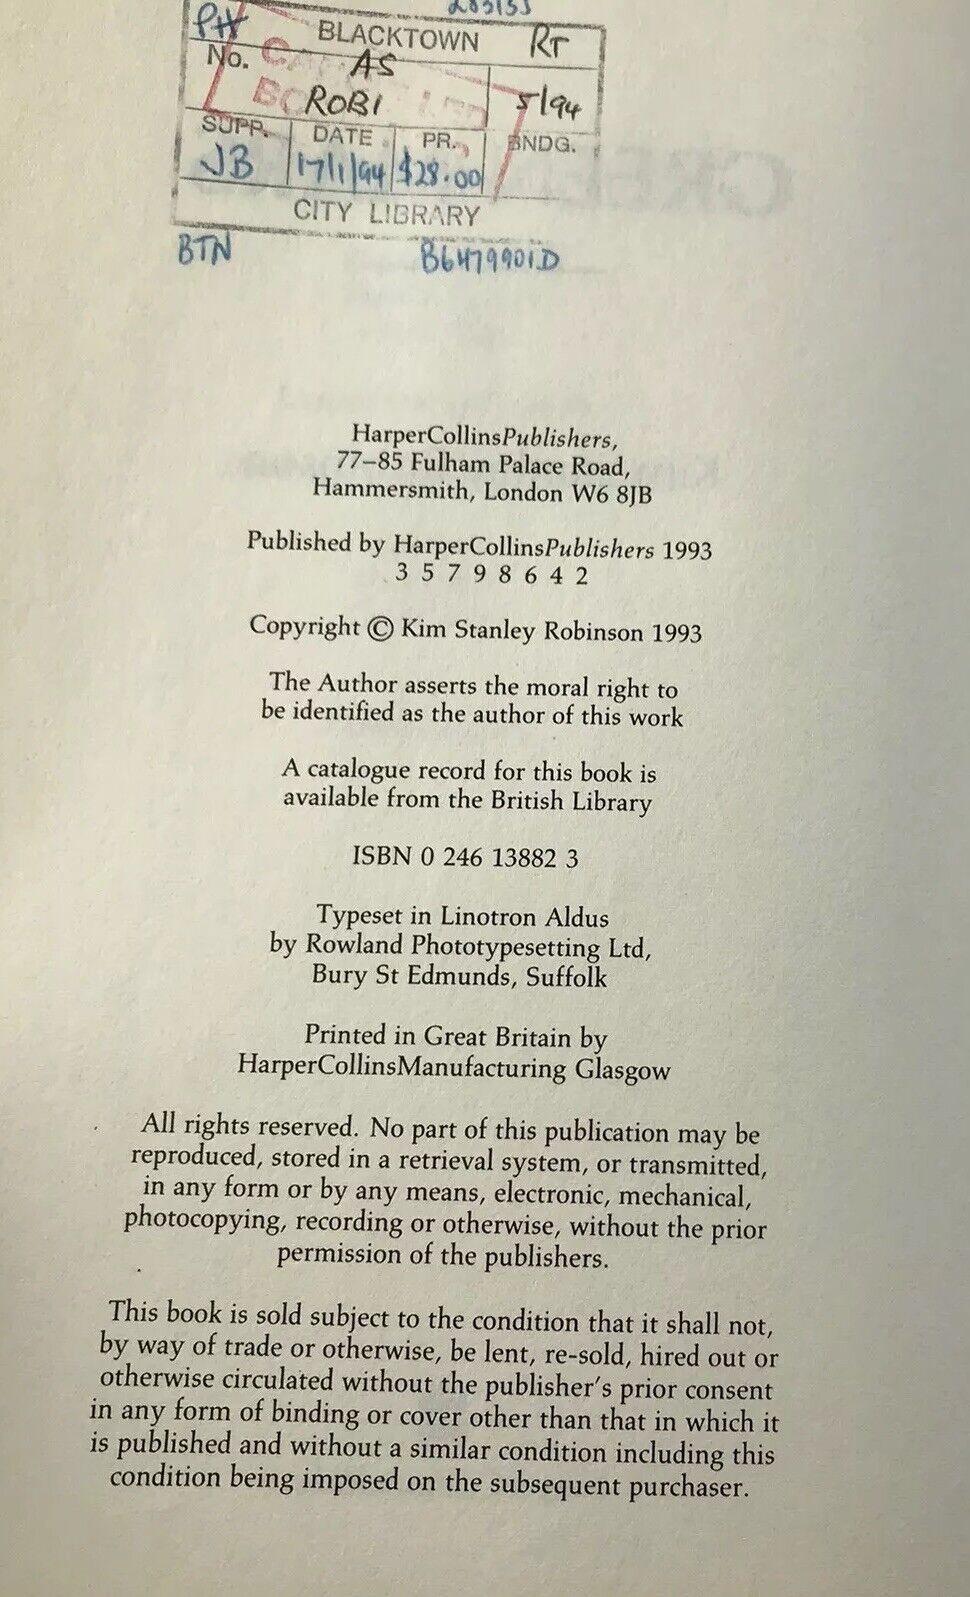 PH BLACKTOWN RT
No. AS
ROBI 5/94
SUPP. DATE PR. BNDG.
JB 17/1/94 $28.00
CITY LIBRARY
BTN B6479901D
HarperCollinsPublishers,
77–85 Fulham Palace Road,
Hammersmith, London W6 8JB
Published by HarperCollinsPublishers 1993
3 5 7 9 8 6 4 2
Copyright © Kim Stanley Robinson 1993
The Author asserts the moral right to
be identified as the author of this work
A catalogue record for this book is
available from the British Library
ISBN 0 246 13882 3
Typeset in Linotron Aldus
by Rowland Phototypesetting Ltd,
Bury St Edmunds, Suffolk
Printed in Great Britain by
HarperCollinsManufacturing Glasgow
All rights reserved. No part of this publication may be
reproduced, stored in a retrieval system, or transmitted,
in any form or by any means, electronic, mechanical,
photocopying, recording or otherwise, without the prior
permission of the publishers.
This book is sold subject to the condition that it shall not,
by way of trade or otherwise, be lent, re-sold, hired out or
otherwise circulated without the publisher's prior consent
in any form of binding or cover other than that in which it
is published and without a similar condition including this
condition being imposed on the subsequent purchaser.